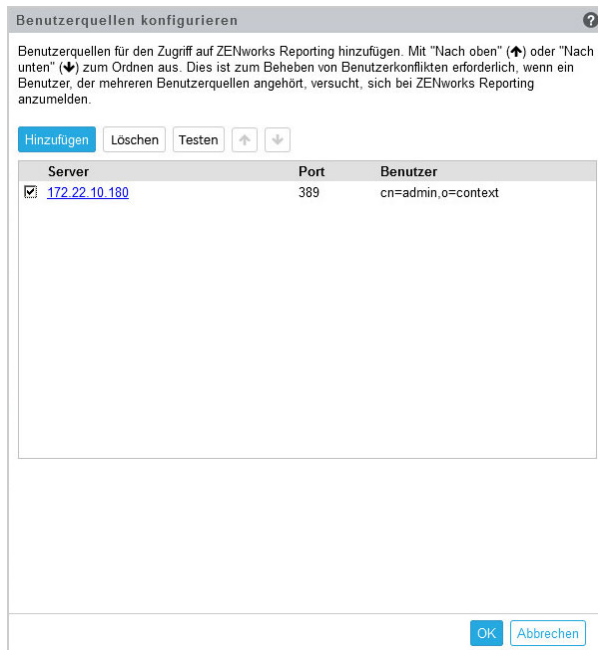 Benutzerquellen konfigurieren ?
Benutzerquellen für den Zugriff auf ZENworks Reporting hinzufügen. Mit "Nach oben" (↑) oder "Nach
unten" (↓) zum Ordnen aus. Dies ist zum Beheben von Benutzerkonflikten erforderlich, wenn ein
Benutzer, der mehreren Benutzerquellen angehört, versucht, sich bei ZENworks Reporting
anzumelden.
Hinzufügen Löschen Testen ↑ ↓
Server Port Benutzer
172.22.10.180 389 cn=admin,o=context
OK Abbrechen